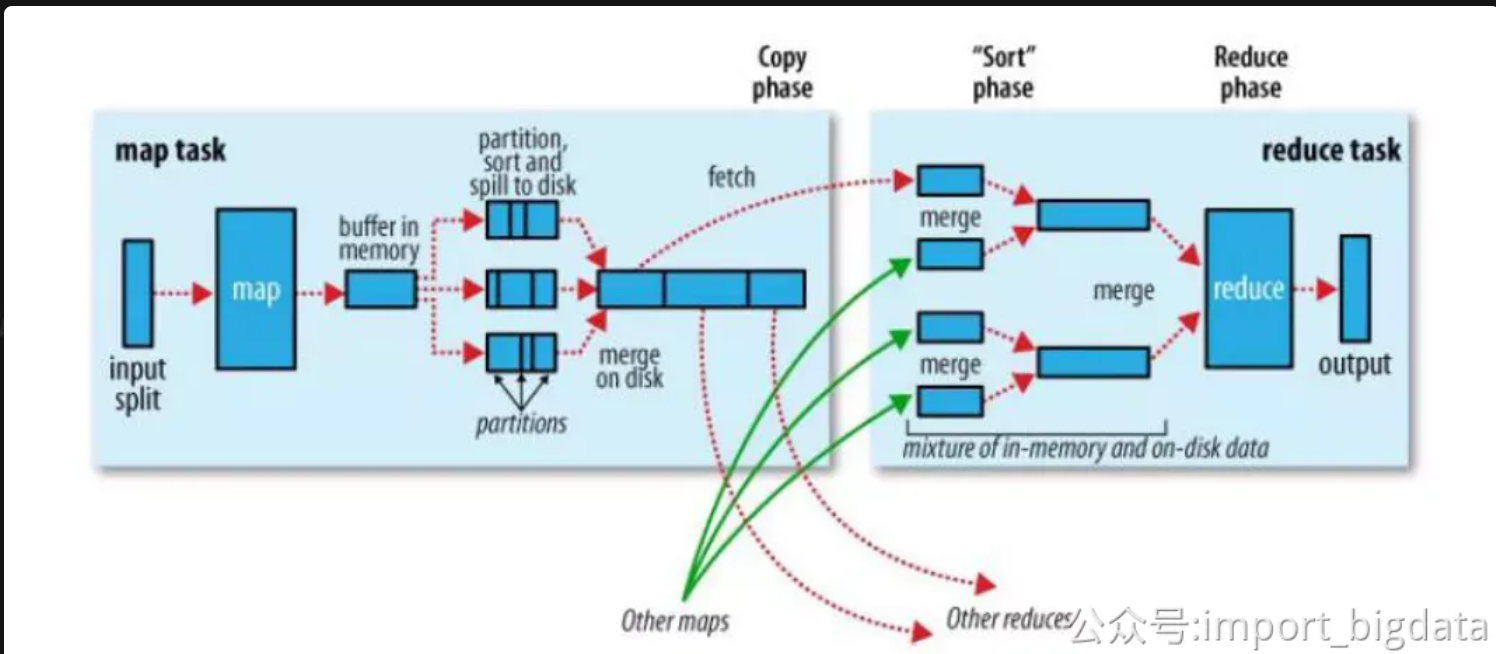 Copy
phase
“Sort”
phase
Reduce
phase
map task
reduce task
partition,
sort and
spill to disk
fetch
buffer in
memory
merge
map
merge
reduce
merge
on disk
merge
input
split
output
partitions
mixture of in-memory and on-disk data
Other maps
Other reduces
公众号:import_bigdata